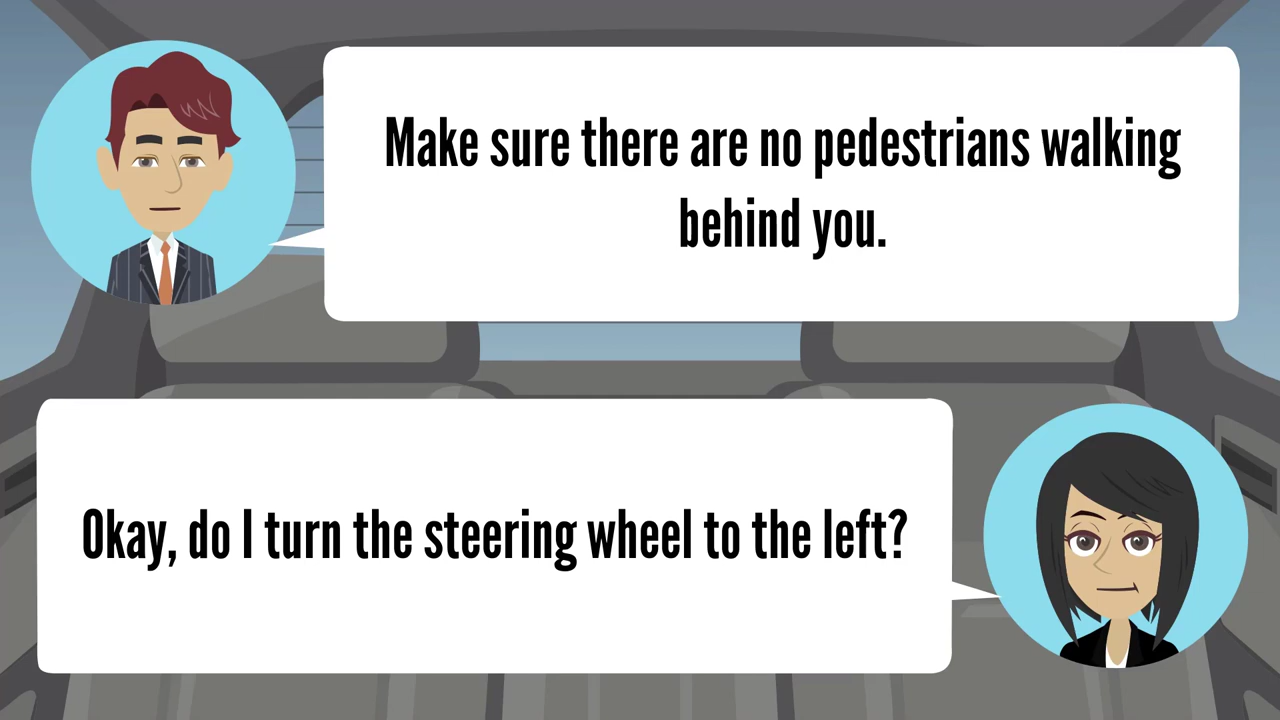 Make sure there are no pedestrians walking
behind you.
Okay, do I turn the steering wheel to the left?